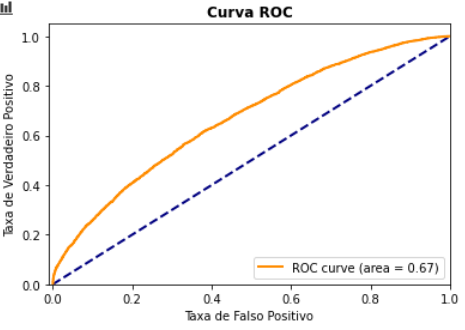 Curva ROC
Taxa de Verdadeiro Positivo
1.0
0.8
0.6
0.4
0.2
0.0
ROC curve (area = 0.67)
0.0 0.2 0.4 0.6 0.8 1.0
Taxa de Falso Positivo